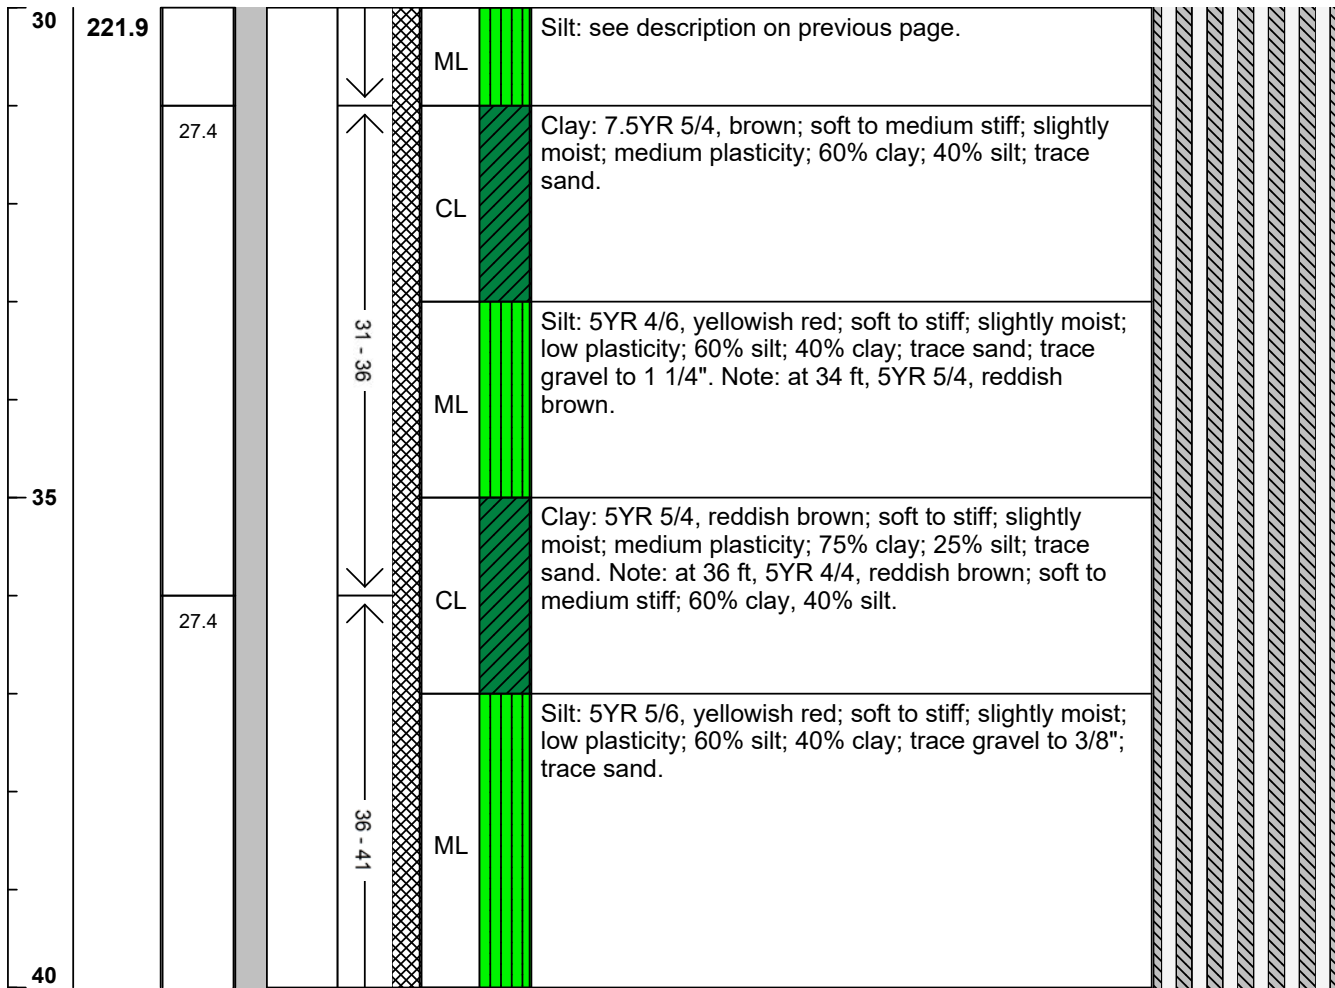 30
221.9
ML
Silt: see description on previous page.
27.4
CL
Clay: 7.5YR 5/4, brown; soft to medium stiff; slightly
moist; medium plasticity; 60% clay; 40% silt; trace
sand.
31 - 36
ML
Silt: 5YR 4/6, yellowish red; soft to stiff; slightly moist;
low plasticity; 60% silt; 40% clay; trace sand; trace
gravel to 1 1/4". Note: at 34 ft, 5YR 5/4, reddish
brown.
35
CL
Clay: 5YR 5/4, reddish brown; soft to stiff; slightly
moist; medium plasticity; 75% clay; 25% silt; trace
sand. Note: at 36 ft, 5YR 4/4, reddish brown; soft to
medium stiff; 60% clay, 40% silt.
27.4
36 - 41
ML
Silt: 5YR 5/6, yellowish red; soft to stiff; slightly moist;
low plasticity; 60% silt; 40% clay; trace gravel to 3/8";
trace sand.
40